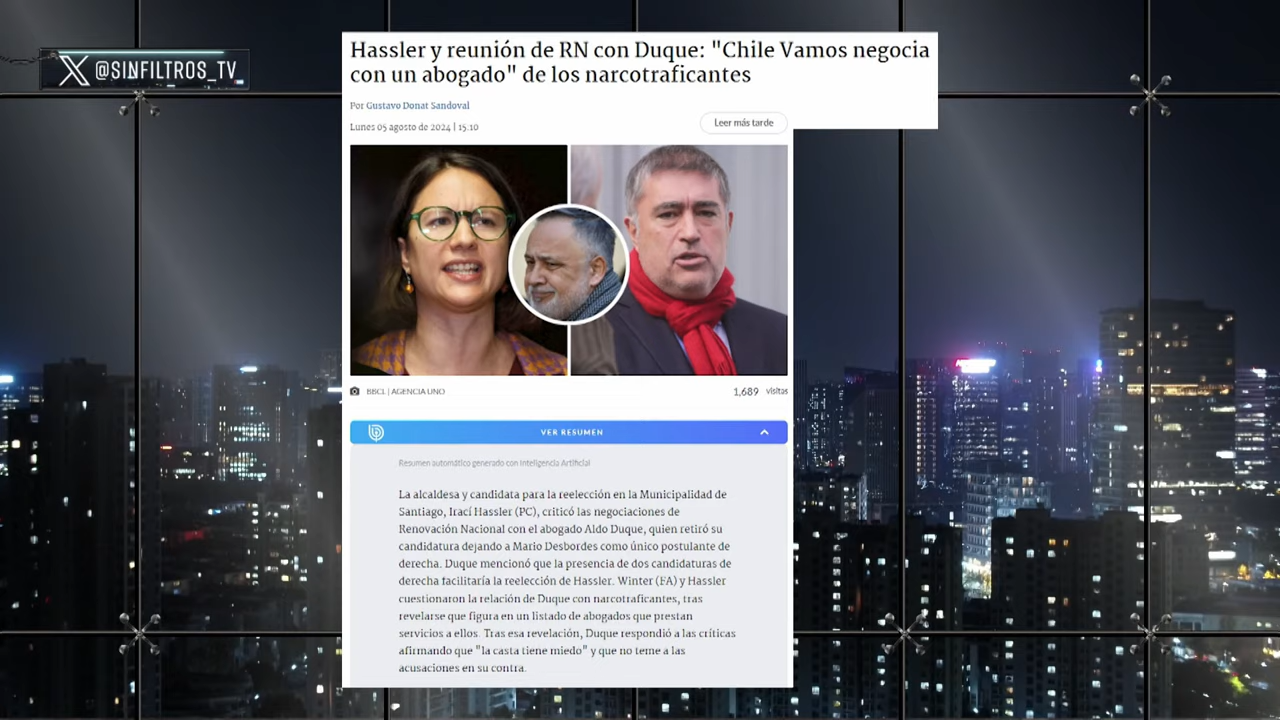 @SINFILTROS_TV
Hassler y reunión de RN con Duque: "Chile Vamos negocia
con un abogado" de los narcotraficantes
Por Gustavo Donat Sandoval
Lunes 05 agosto de 2024 | 15:10
Leer más tarde
BBCL | AGENCIA UNO
1,689 visitas
VER RESUMEN
Resumen automático generado con Inteligencia Artificial
La alcaldesa y candidata para la reelección en la Municipalidad de
Santiago, Irací Hassler (PC), criticó las negociaciones de
Renovación Nacional con el abogado Aldo Duque, quien retiró su
candidatura dejando a Mario Desbordes como único postulante de
derecha. Duque mencionó que la presencia de dos candidaturas de
derecha facilitaría la reelección de Hassler. Winter (FA) y Hassler
cuestionaron la relación de Duque con narcotraficantes, tras
revelarse que figura en un listado de abogados que prestan
servicios a ellos. Tras esa revelación, Duque respondió a las críticas
afirmando que "la casta tiene miedo" y que no teme a las
acusaciones en su contra.